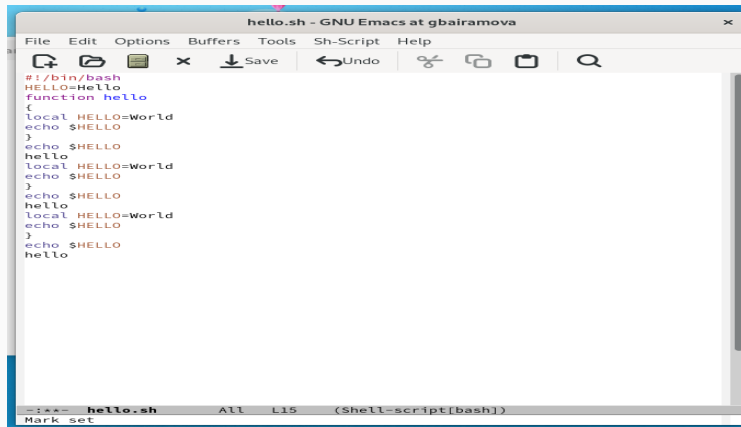 hello.sh - GNU Emacs at gbairamova
File Edit Options Buffers Tools Sh-Script Help
Save Undo
#!/bin/bash
HELLO=Hello
function hello
{
local HELLO=World
echo $HELLO
}
echo $HELLO
hello
local HELLO=World
echo $HELLO
}
echo $HELLO
hello
local HELLO=World
echo $HELLO
}
echo $HELLO
hello
-:**- hello.sh All L15 (Shell-script[bash])
Mark set